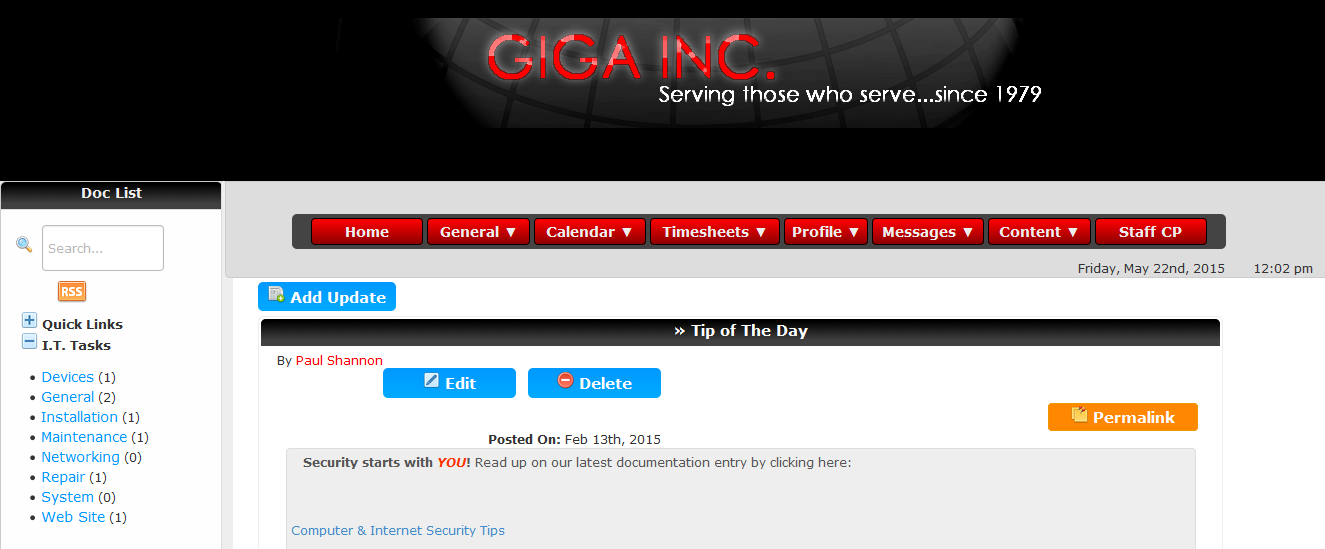 GIGA INC.
Serving those who serve...since 1979
Doc List
Search...
RSS
Quick Links
I.T. Tasks
Devices (1)
General (2)
Installation (1)
Maintenance (1)
Networking (0)
Repair (1)
System (0)
Web Site (1)
Home General ▼ Calendar ▼ Timesheets ▼ Profile ▼ Messages ▼ Content ▼ Staff CP
Friday, May 22nd, 2015 12:02 pm
Add Update
» Tip of The Day
By Paul Shannon
Edit Delete
Permalink
Posted On: Feb 13th, 2015
Security starts with YOU! Read up on our latest documentation entry by clicking here:
Computer & Internet Security Tips